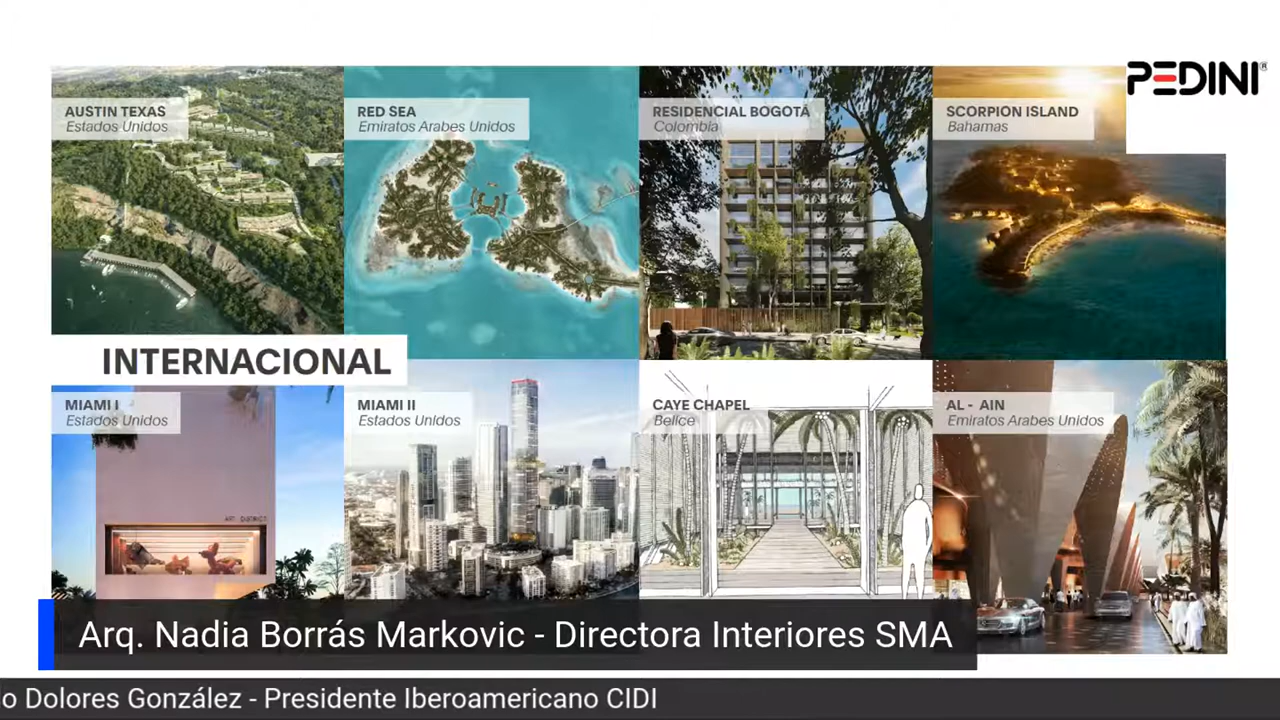 PEDINI
AUSTIN TEXAS
Estados Unidos
RED SEA
Emiratos Arabes Unidos
RESIDENCIAL BOGOTÁ
Colombia
SCORPION ISLAND
Bahamas
INTERNACIONAL
MIAMI I
Estados Unidos
MIAMI II
Estados Unidos
CAYE CHAPEL
Belice
AL - AIN
Emiratos Arabes Unidos
ART DISTRICT
Arq. Nadia Borrás Markovic - Directora Interiores SMA
o Dolores González - Presidente Iberoamericano CIDI